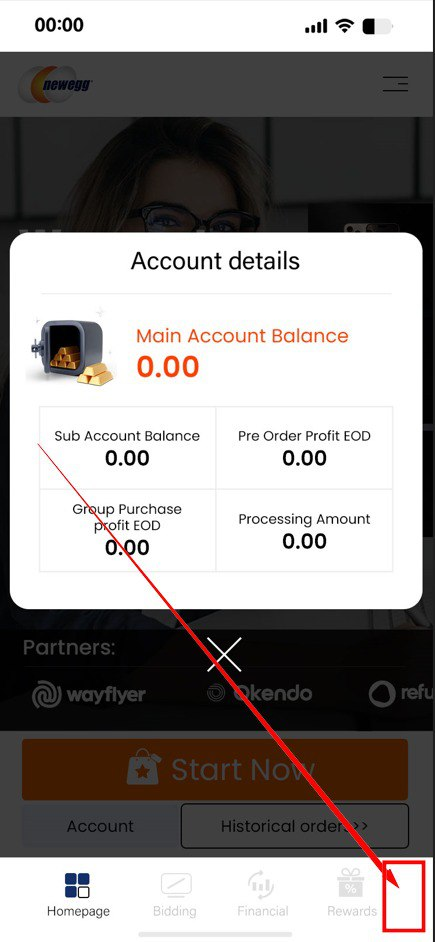 00:00
newegg
Account details
Main Account Balance
0.00
Sub Account Balance
0.00
Pre Order Profit EOD
0.00
Group Purchase
profit EOD
0.00
Processing Amount
0.00
Partners:
wayflyer
Okendo
refu
Start Now
Account
Historical order>>
Homepage
Bidding
Financial
Rewards
%